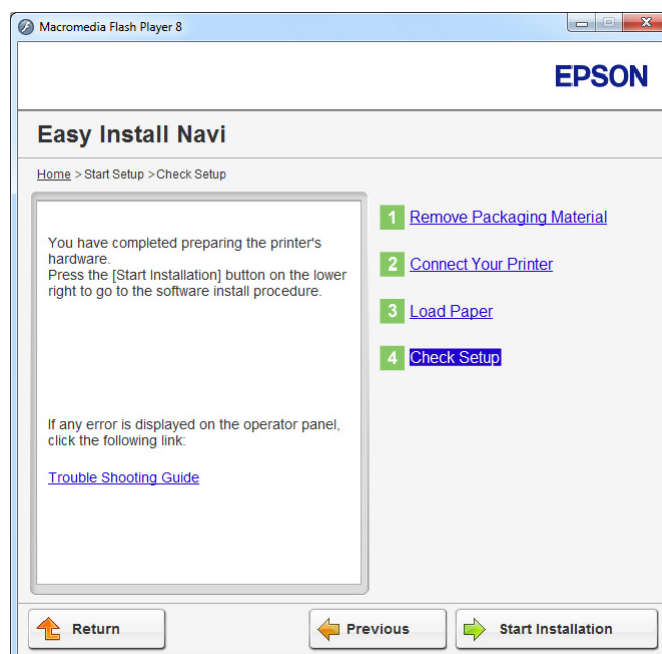 Macromedia Flash Player 8
EPSON
Easy Install Navi
Home > Start Setup > Check Setup
You have completed preparing the printer's
hardware.
Press the [Start Installation] button on the lower
right to go to the software install procedure.
If any error is displayed on the operator panel,
click the following link:
Trouble Shooting Guide
1 Remove Packaging Material
2 Connect Your Printer
3 Load Paper
4 Check Setup
Return
Previous
Start Installation